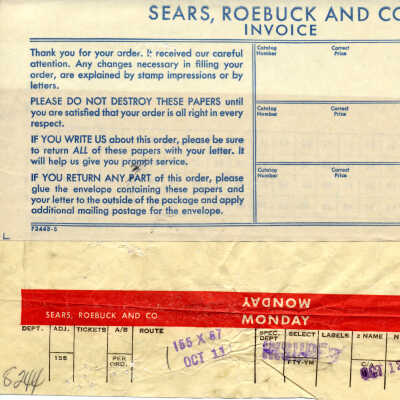 SEARS, ROEBUCK AND CO
INVOICE
Thank you for your order. It received our careful
attention. Any changes necessary in filling your
order, are explained by stamp impressions or by
letters.
PLEASE DO NOT DESTROY THESE PAPERS until
you are satisfied that your order is all right in every
respect.
IF YOU WRITE US about this order, please be sure
to return ALL of these papers with your letter. It
will help us give you prompt service.
IF YOU RETURN ANY PART of this order, please
glue the envelope containing these papers and
your letter to the outside of the package and apply
additional mailing postage for the envelope.
F2445-S
Catalog Number Correct Price
Catalog Number Correct Price
Catalog Number Correct Price
MONDAY
SEARS, ROEBUCK AND CO MONDAY
DEPT. ADJ. TICKETS A/B ROUTE SPEC. DEPT SELECT LABELS NAME N
155 PER ORD. QTY-YM C/A
155 X 87
OCT 11
OCT 12
8244